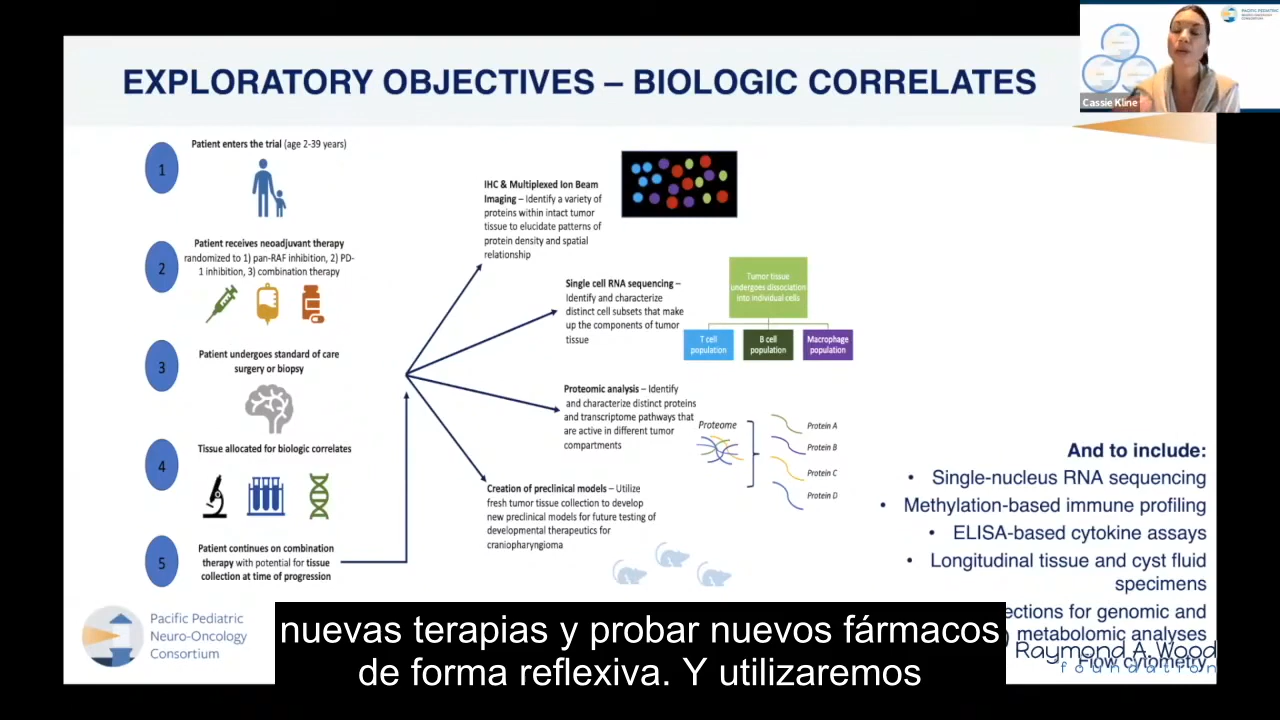 EXPLORATORY OBJECTIVES – BIOLOGIC CORRELATES
PACIFIC PEDIATRIC
NEURO-ONCOLOGY
CONSORTIUM
Cassie Kline
1
Patient enters the trial (age 2-39 years)
2
Patient receives neoadjuvant therapy
randomized to 1) pan-RAF inhibition, 2) PD-
1 inhibition, 3) combination therapy
3
Patient undergoes standard of care
surgery or biopsy
4
Tissue allocated for biologic correlates
5
Patient continues on combination
therapy with potential for tissue
collection at time of progression
IHC & Multiplexed Ion Beam
Imaging – Identify a variety of
proteins within intact tumor
tissue to elucidate patterns of
protein density and spatial
relationship
Single cell RNA sequencing –
Identify and characterize
distinct cell subsets that make
up the components of tumor
tissue
Tumor tissue
undergoes dissociation
into individual cells
T cell
population
B cell
population
Macrophage
population
Proteomic analysis – Identify
and characterize distinct proteins
and transcriptome pathways that
are active in different tumor
compartments
Proteome
Protein A
Protein B
Protein C
Protein D
Creation of preclinical models – Utilize
fresh tumor tissue collection to develop
new preclinical models for future testing of
developmental therapeutics for
craniopharyngioma
And to include:
• Single-nucleus RNA sequencing
• Methylation-based immune profiling
• ELISA-based cytokine assays
• Longitudinal tissue and cyst fluid
specimens
ections for genomic and
metabolomic analyses
Flow cytometry
Pacific Pediatric
Neuro-Oncology
Consortium
Raymond A. Wood
foundation
nuevas terapias y probar nuevos fármacos
de forma reflexiva. Y utilizaremos